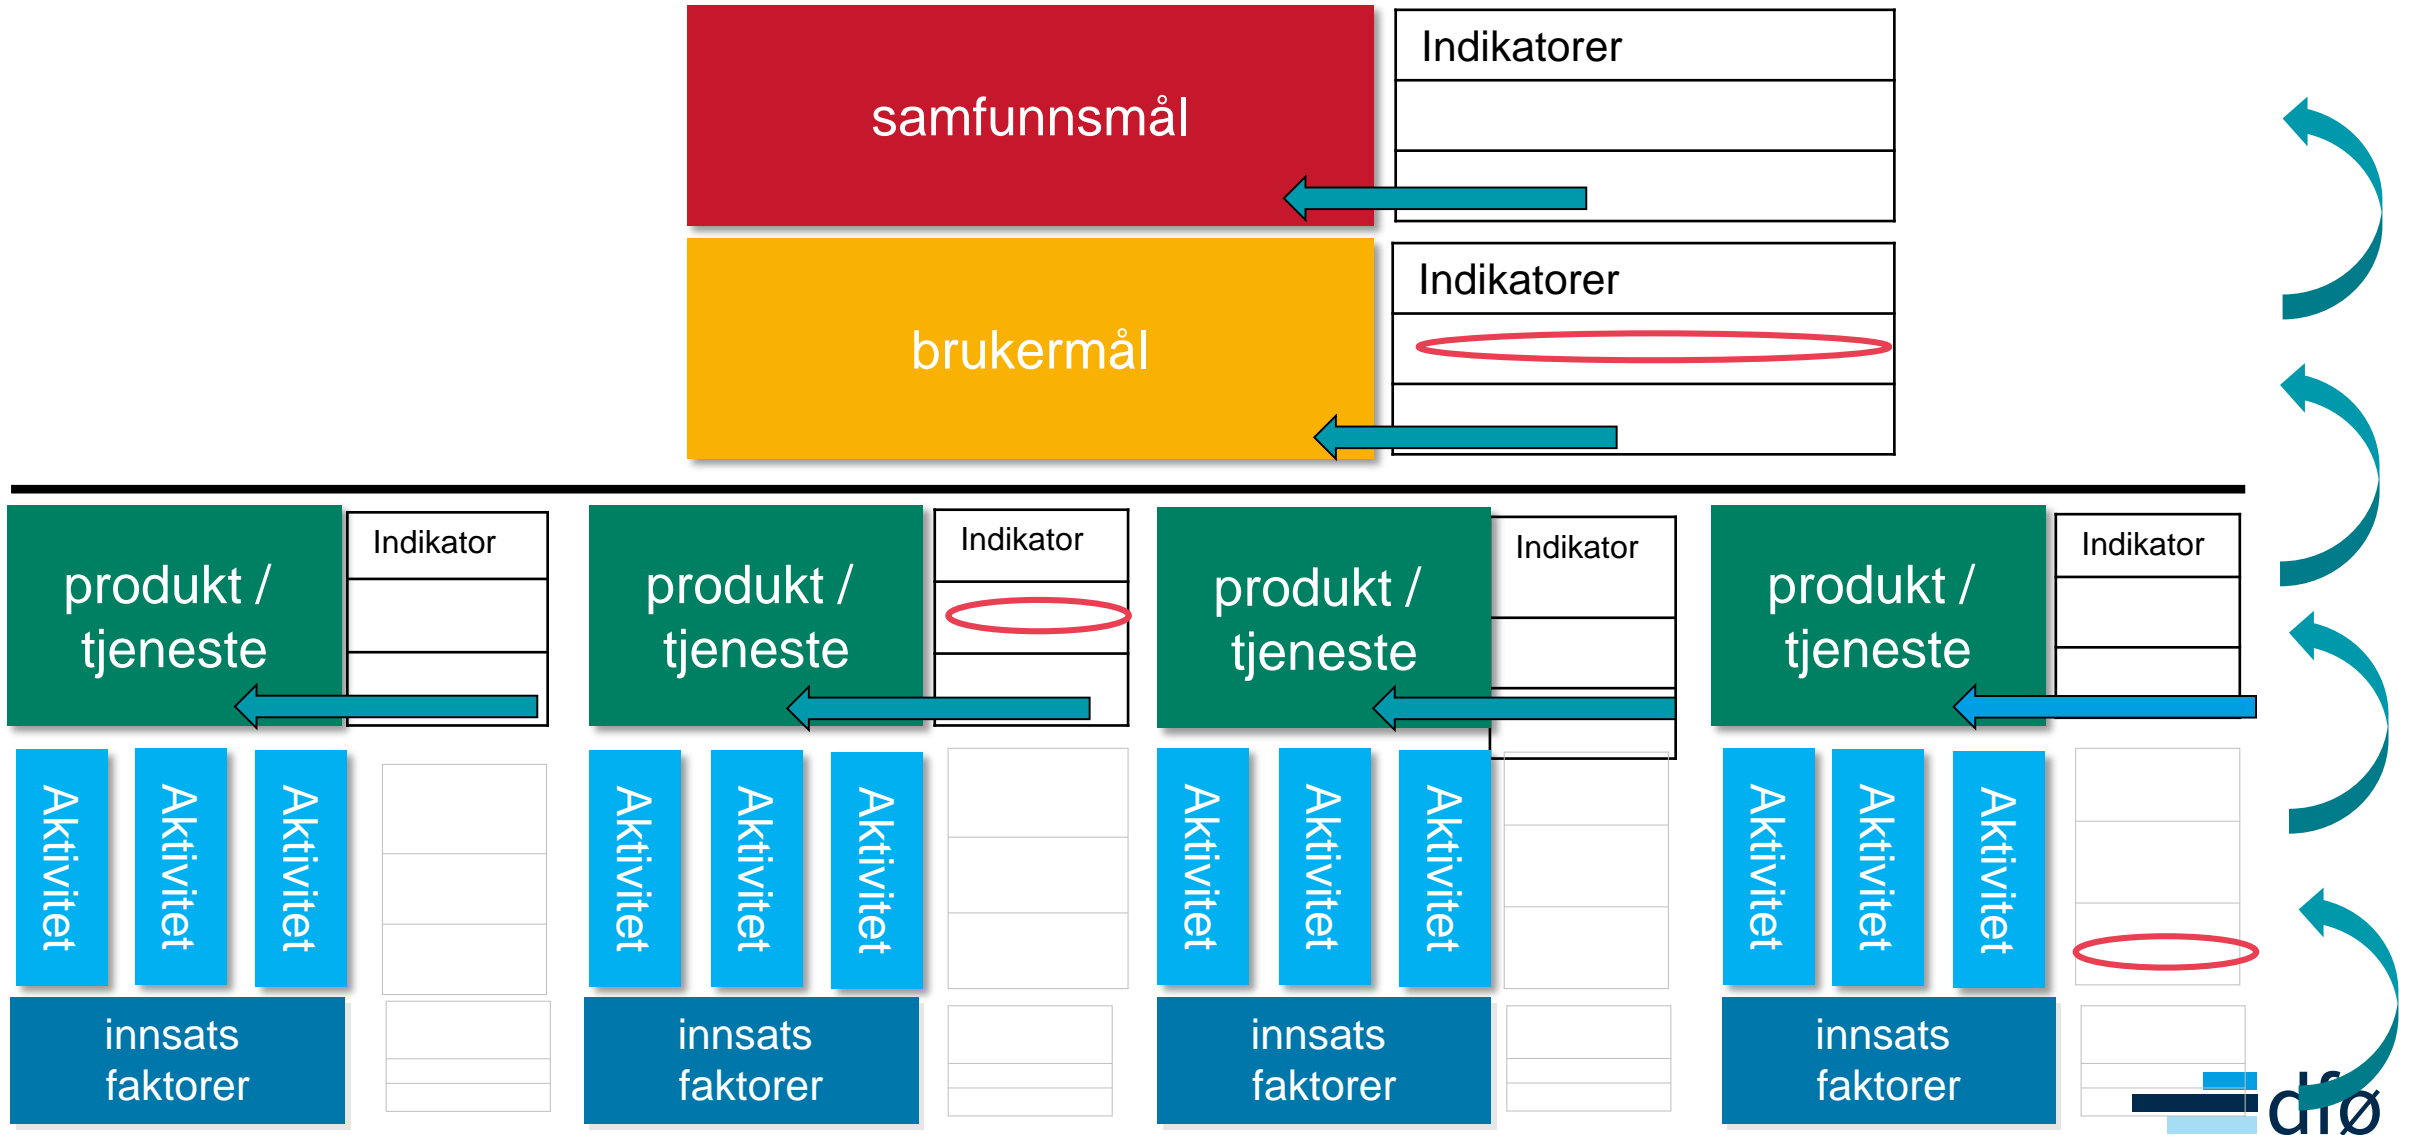 samfunnsmål
Indikatorer
brukermål
Indikatorer
produkt /
tjeneste
Indikator
produkt /
tjeneste
Indikator
produkt /
tjeneste
Indikator
produkt /
tjeneste
Indikator
Aktivitet
Aktivitet
Aktivitet
Aktivitet
Aktivitet
Aktivitet
Aktivitet
Aktivitet
Aktivitet
Aktivitet
Aktivitet
Aktivitet
innsats
faktorer
innsats
faktorer
innsats
faktorer
innsats
faktorer
dfø